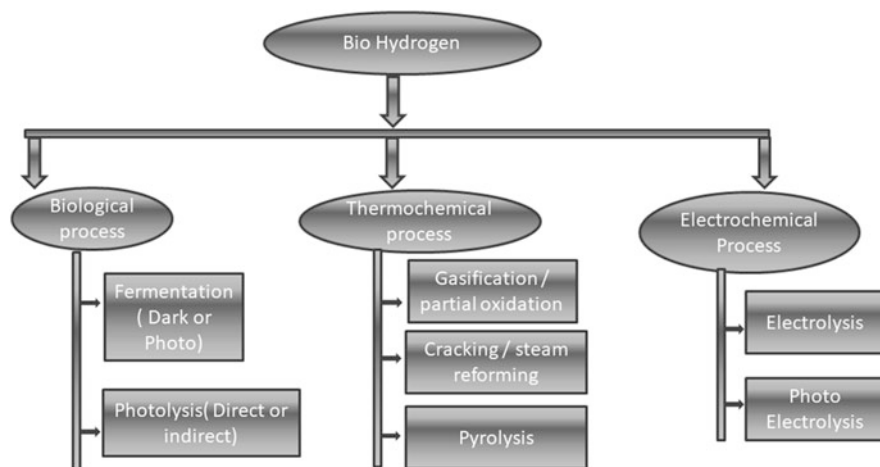 Bio Hydrogen
Biological
process
Fermentation
( Dark or
Photo)
Photolysis( Direct or
indirect)
Thermochemical
process
Gasification /
partial oxidation
Cracking / steam
reforming
Pyrolysis
Electrochemical
Process
Electrolysis
Photo
Electrolysis